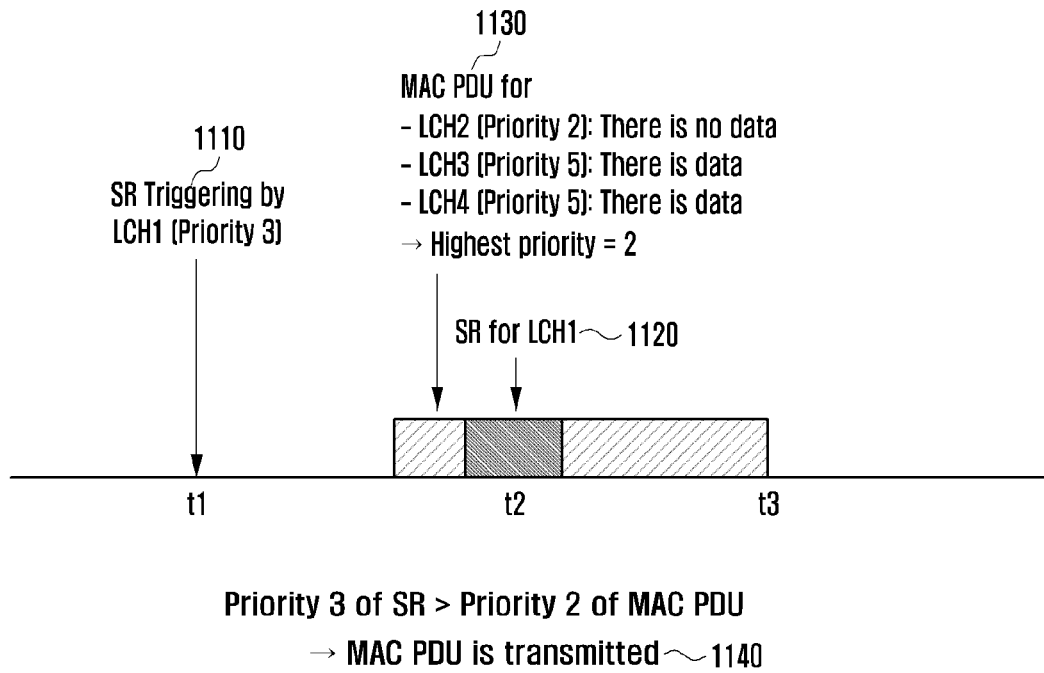 1130
MAC PDU for
- LCH2 (Priority 2): There is no data
- LCH3 (Priority 5): There is data
- LCH4 (Priority 5): There is data
→ Highest priority = 2
1110
SR Triggering by
LCH1 (Priority 3)
SR for LCH1 1120
t1 t2 t3
Priority 3 of SR > Priority 2 of MAC PDU
→ MAC PDU is transmitted 1140